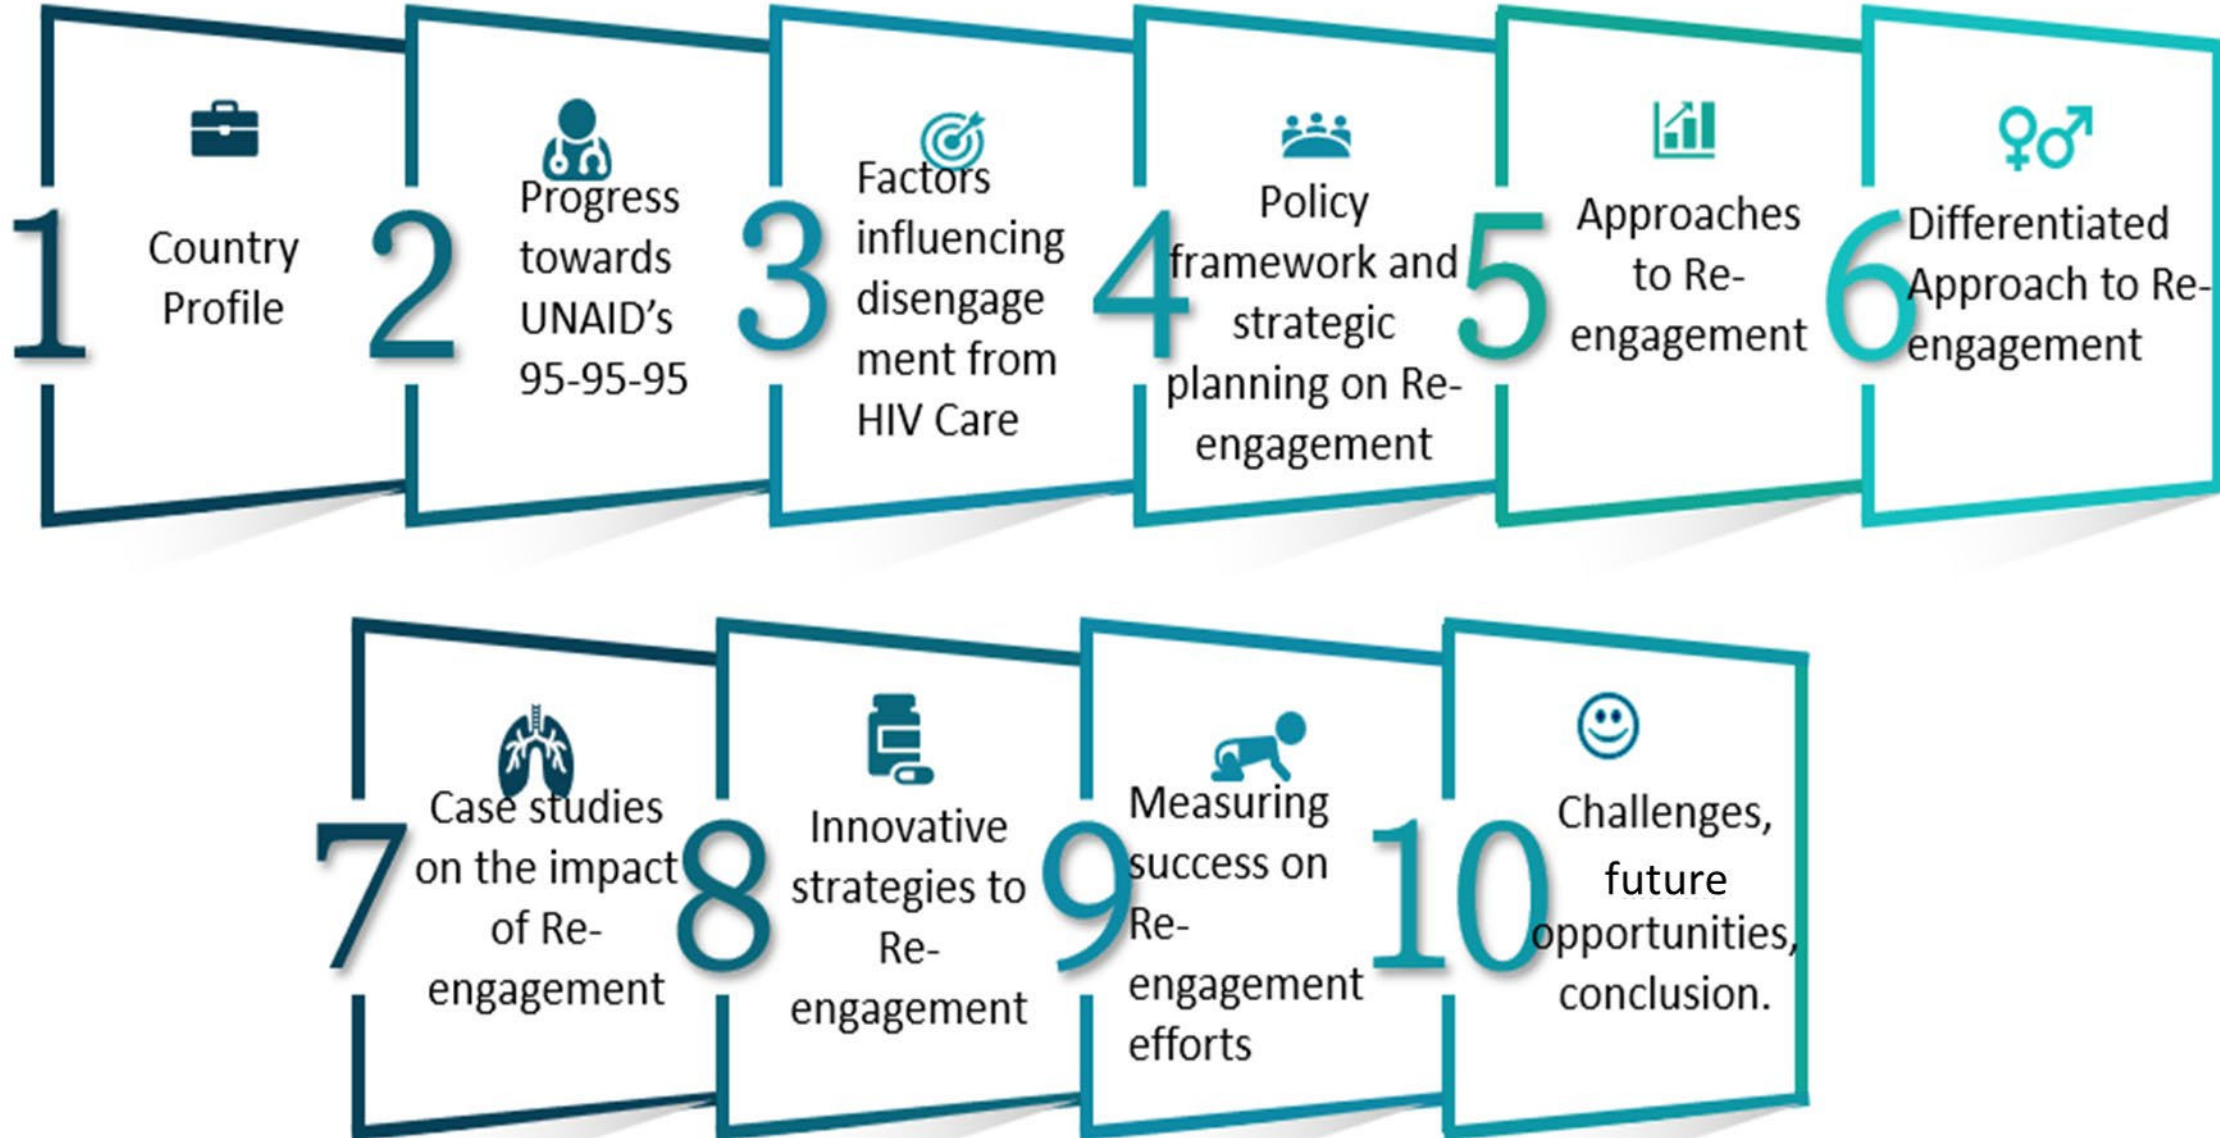 1
Country
Profile
2
Progress
towards
UNAID’s
95-95-95
3
Factors
influencing
disengage
ment from
HIV Care
4
Policy
framework and
strategic
planning on Re-
engagement
5
Approaches
to Re-
engagement
6
Differentiated
Approach to Re-
engagement
7
Case studies
on the impact
of Re-
engagement
8
Innovative
strategies to
Re-
engagement
9
Measuring
success on
Re-
engagement
efforts
10
Challenges,
future
opportunities,
conclusion.